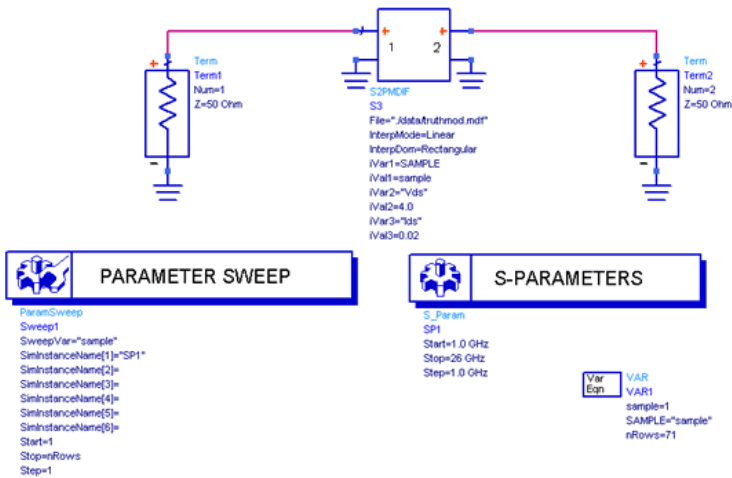 +
1
2
+
+
Term
Term1
Num=1
Z=50 Ohm
-
S2PMDIF
S3
File="./data/truthmod.mdf"
InterpMode=Linear
InterpDom=Rectangular
iVar1=SAMPLE
iVal1=sample
iVar2="Vds"
iVal2=4.0
iVar3="Ids"
iVal3=0.02
+
Term
Term2
Num=2
Z=50 Ohm
-
PARAMETER SWEEP
ParamSweep
Sweep1
SweepVar="sample"
SimInstanceName[1]="SP1"
SimInstanceName[2]=
SimInstanceName[3]=
SimInstanceName[4]=
SimInstanceName[5]=
SimInstanceName[6]=
Start=1
Stop=nRows
Step=1
S-PARAMETERS
S_Param
SP1
Start=1.0 GHz
Stop=26 GHz
Step=1.0 GHz
Var
Eqn
VAR
VAR1
sample=1
SAMPLE="sample"
nRows=71